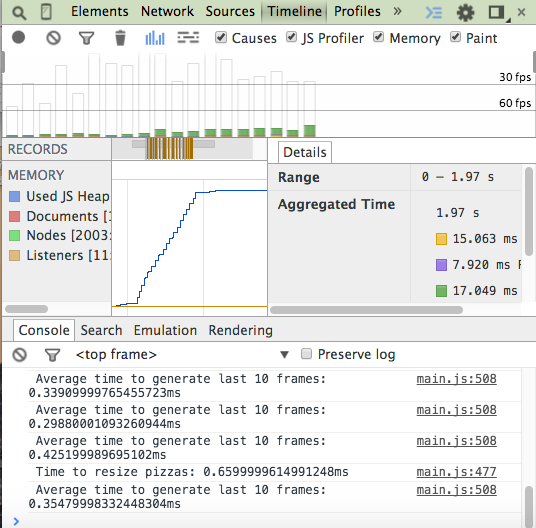 Elements Network Sources Timeline Profiles »
Causes JS Profiler Memory Paint
30 fps
60 fps
RECORDS
MEMORY
Used JS Heap
Documents [1
Nodes [2003:
Listeners [11:
Details
Range 0 – 1.97 s
Aggregated Time
1.97 s
15.063 ms
7.920 ms
17.049 ms
Console Search Emulation Rendering
<top frame> ▼ Preserve log
Average time to generate last 10 frames: main.js:508
0.33909999765455723ms
Average time to generate last 10 frames: main.js:508
0.29880001093260944ms
Average time to generate last 10 frames: main.js:508
0.425199989695102ms
Time to resize pizzas: 0.6599999614991248ms main.js:477
Average time to generate last 10 frames: main.js:508
0.35479998332448304ms
>